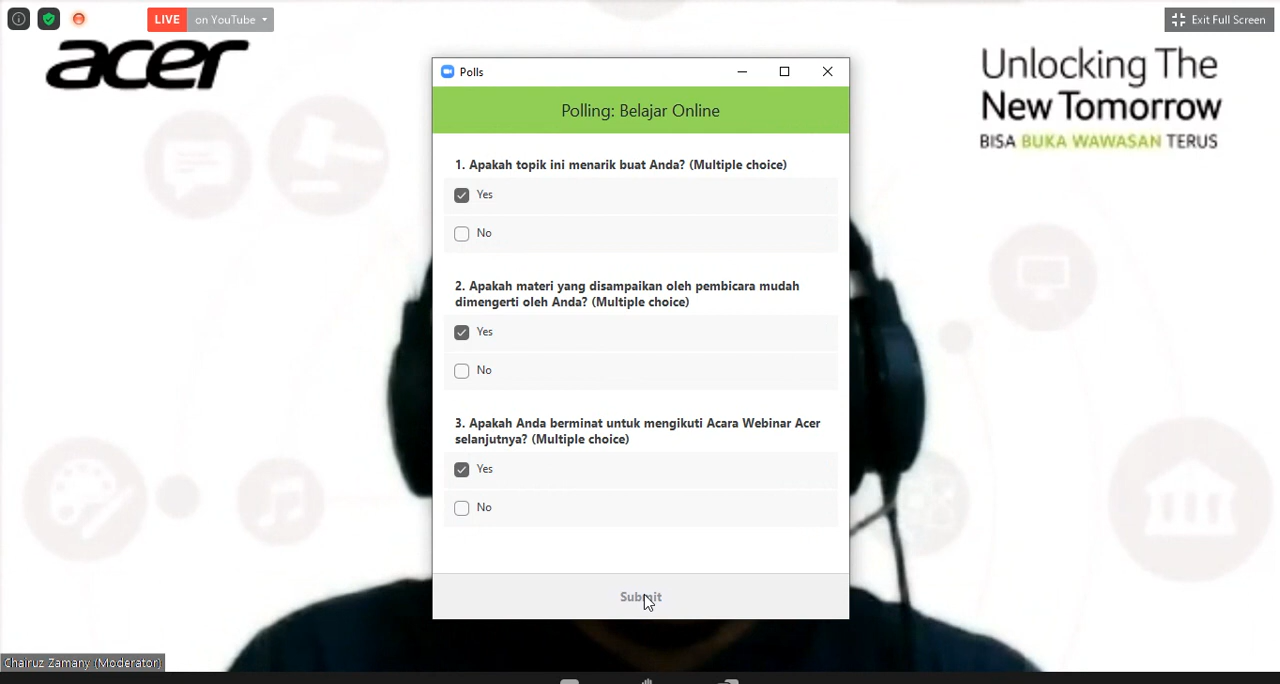 LIVE on YouTube
Exit Full Screen
acer
Unlocking The
New Tomorrow
BISA BUKA WAWASAN TERUS
Polls
Polling: Belajar Online
1. Apakah topik ini menarik buat Anda? (Multiple choice)
Yes
No
2. Apakah materi yang disampaikan oleh pembicara mudah
dimengerti oleh Anda? (Multiple choice)
Yes
No
3. Apakah Anda berminat untuk mengikuti Acara Webinar Acer
selanjutnya? (Multiple choice)
Yes
No
Submit
Chairuz Zamany (Moderator)